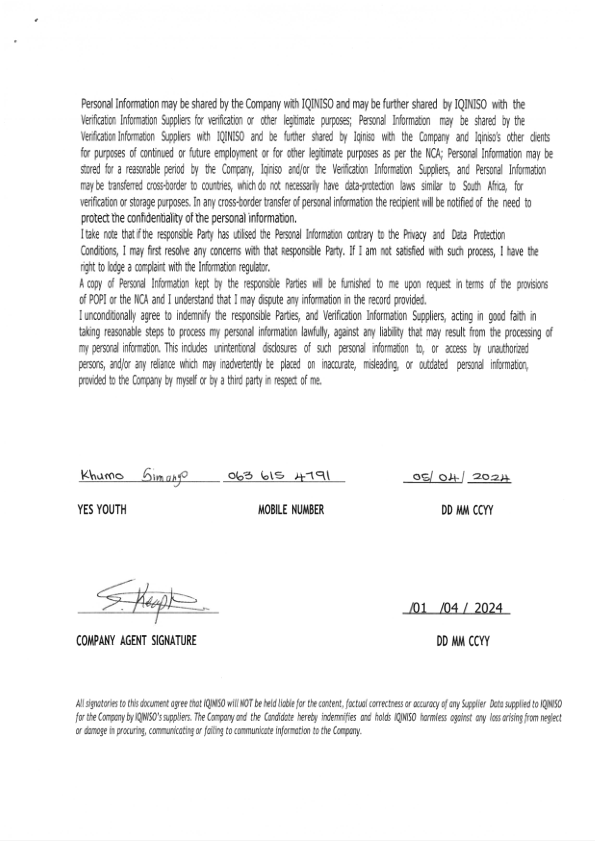 Personal Information may be shared by the Company with IQINISO and may be further shared by IQINISO with the
Verification Information Suppliers for verification or other legitimate purposes; Personal Information may be shared by the
Verification Information Suppliers with IQINISO and be further shared by Iqiniso with the Company and Iqiniso's other clients
for purposes of continued or future employment or for other legitimate purposes as per the NCA; Personal Information may be
stored for a reasonable period by the Company, Iqiniso and/or the Verification Information Suppliers, and Personal Information
may be transferred cross-border to countries, which do not necessarily have data-protection laws similar to South Africa, for
verification or storage purposes. In any cross-border transfer of personal information the recipient will be notified of the need to
protect the confidentiality of the personal information.
I take note that if the responsible Party has utilised the Personal Information contrary to the Privacy and Data Protection
Conditions, I may first resolve any concerns with that Responsible Party. If I am not satisfied with such process, I have the
right to lodge a complaint with the Information regulator.
A copy of Personal Information kept by the responsible Parties will be furnished to me upon request in terms of the provisions
of POPI or the NCA and I understand that I may dispute any information in the record provided.
I unconditionally agree to indemnify the responsible Parties, and Verification Information Suppliers, acting in good faith in
taking reasonable steps to process my personal information lawfully, against any liability that may result from the processing of
my personal information. This includes unintentional disclosures of such personal information to, or access by unauthorized
persons, and/or any reliance which may inadvertently be placed on inaccurate, misleading, or outdated personal information,
provided to the Company by myself or by a third party in respect of me.
Khumo Simango 063 615 4791 05/04/2024
YES YOUTH MOBILE NUMBER DD MM CCYY
/01 /04 / 2024
COMPANY AGENT SIGNATURE DD MM CCYY
All signatories to this document agree that IQINISO will NOT be held liable for the content, factual correctness or accuracy of any Supplier Data supplied to IQINISO
for the Company by IQINISO's suppliers. The Company and the Candidate hereby indemnifies and holds IQINISO harmless against any loss arising from neglect
or damage in procuring, communicating or failing to communicate information to the Company.